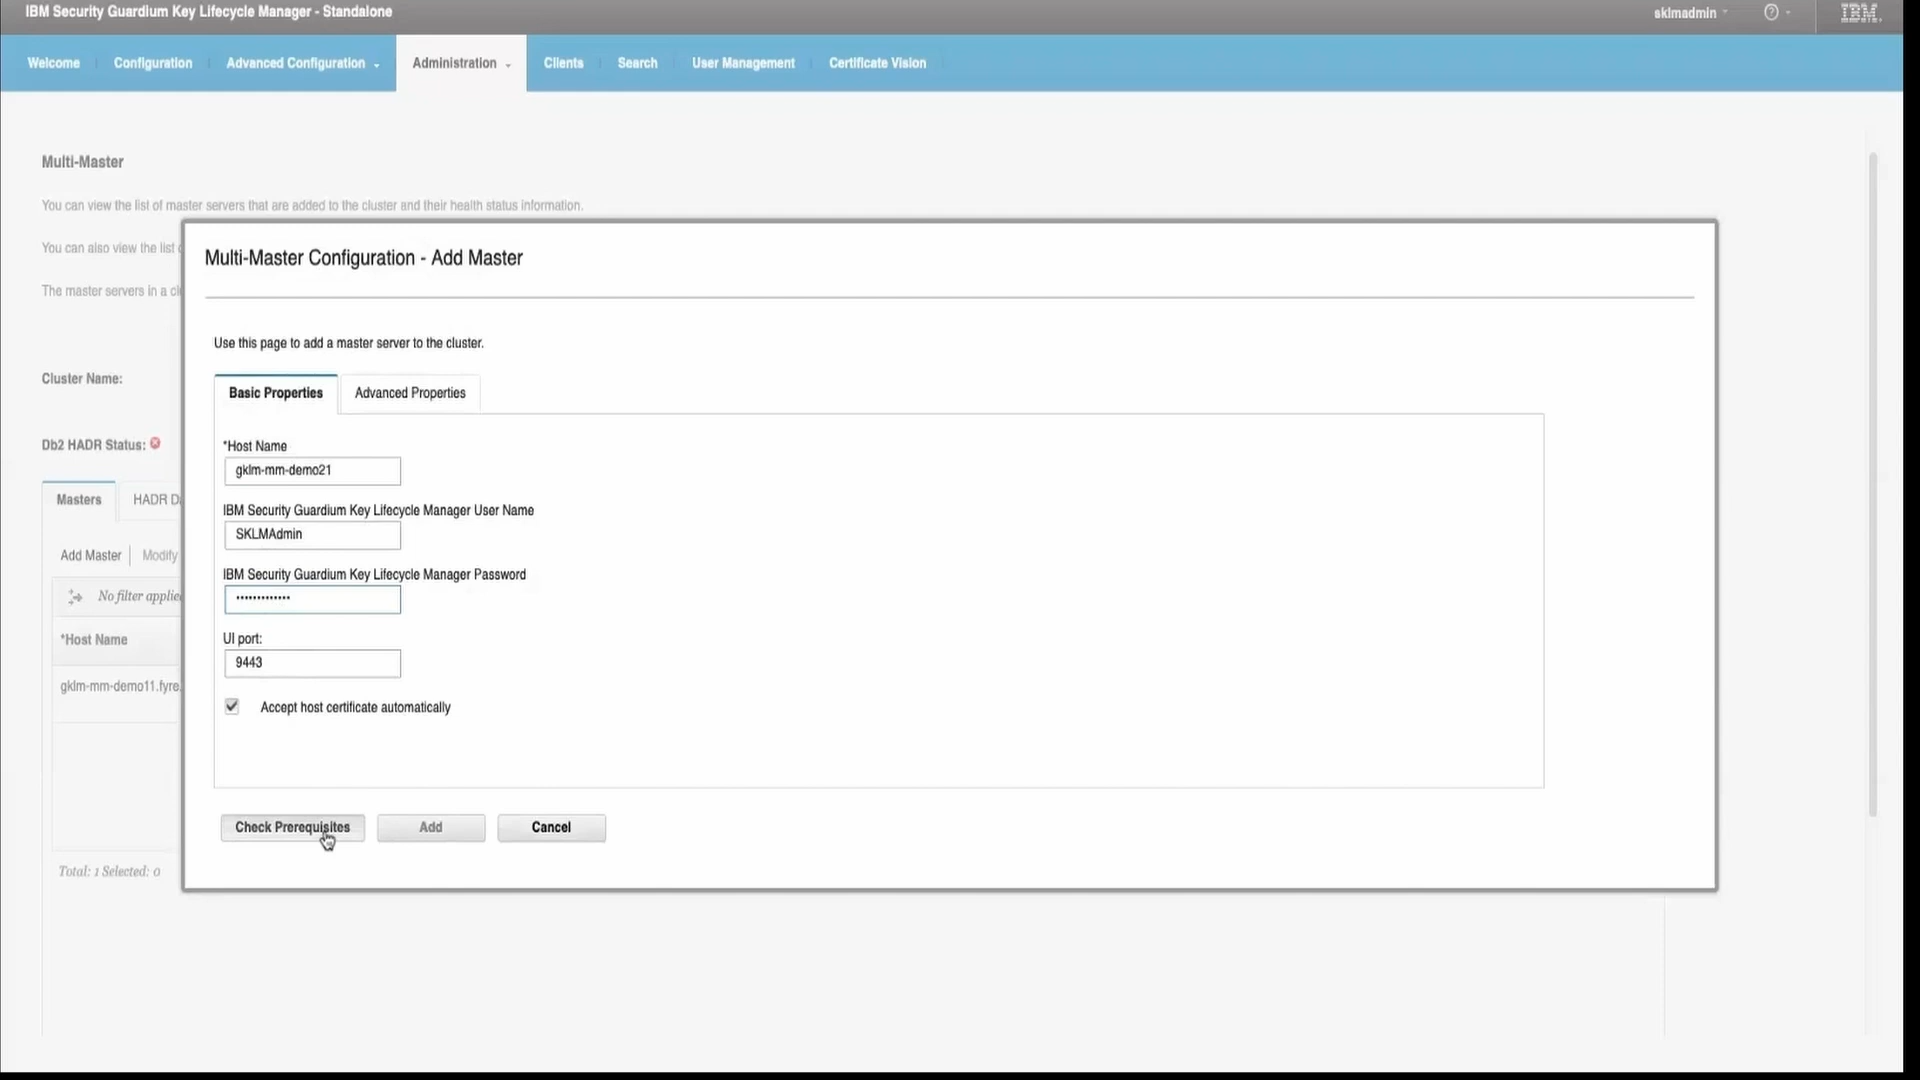 IBM Security Guardium Key Lifecycle Manager - Standalone
sklmadmin
?
IBM.
Welcome
Configuration
Advanced Configuration
Administration
Clients
Search
User Management
Certificate Vision
Multi-Master
You can view the list of master servers that are added to the cluster and their health status information.
You can also view the list
The master servers in a
Multi-Master Configuration - Add Master
Use this page to add a master server to the cluster.
Cluster Name:
Basic Properties
Advanced Properties
Db2 HADR Status:
*Host Name
gklm-mm-demo21
Masters
HADR
IBM Security Guardium Key Lifecycle Manager User Name
SKLMAdmin
Add Master
Modify
IBM Security Guardium Key Lifecycle Manager Password
•••••••••••••
No filter applie
*Host Name
UI port:
9443
gklm-mm-demo11.fyre.
Accept host certificate automatically
Check Prerequisites
Add
Cancel
Total: 1 Selected: 0